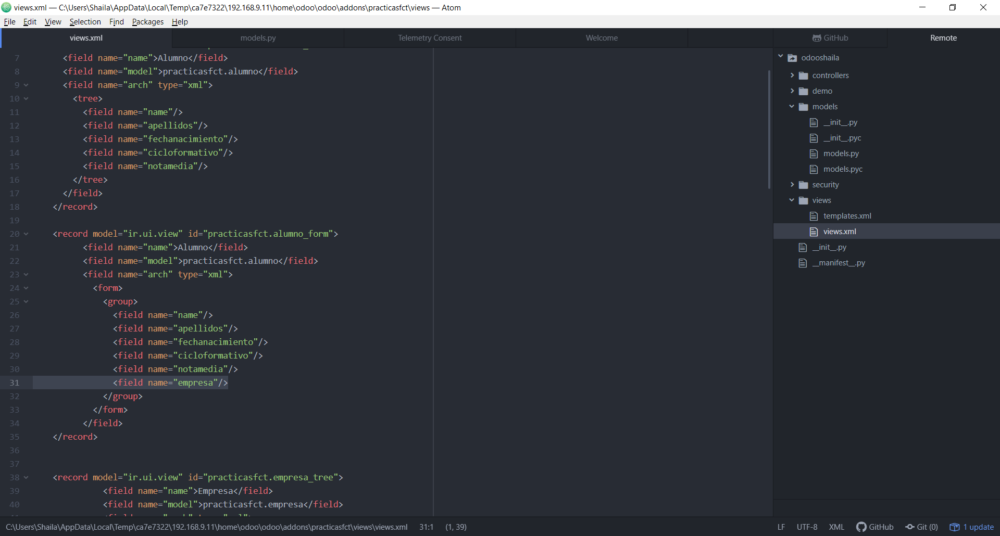 views.xml — C:\Users\Shaila\AppData\Local\Temp\ca7e7322\192.168.9.11\home\odoo\odoo\addons\practicasfct\views — Atom
File Edit View Selection Find Packages Help
views.xml models.py Telemetry Consent Welcome GitHub Remote
7 <field name="name">Alumno</field>
8 <field name="model">practicasfct.alumno</field>
9 <field name="arch" type="xml">
10 <tree>
11 <field name="name"/>
12 <field name="apellidos"/>
13 <field name="fechanacimiento"/>
14 <field name="cicloformativo"/>
15 <field name="notamedia"/>
16 </tree>
17 </field>
18 </record>
19
20 <record model="ir.ui.view" id="practicasfct.alumno_form">
21 <field name="name">Alumno</field>
22 <field name="model">practicasfct.alumno</field>
23 <field name="arch" type="xml">
24 <form>
25 <group>
26 <field name="name"/>
27 <field name="apellidos"/>
28 <field name="fechanacimiento"/>
29 <field name="cicloformativo"/>
30 <field name="notamedia"/>
31 <field name="empresa"/>
32 </group>
33 </form>
34 </field>
35 </record>
36
37
38 <record model="ir.ui.view" id="practicasfct.empresa_tree">
39 <field name="name">Empresa</field>
40 <field name="model">practicasfct.empresa</field>
odooshaila
controllers
demo
models
__init__.py
__init__.pyc
models.py
models.pyc
security
views
templates.xml
views.xml
__init__.py
__manifest__.py
C:\Users\Shaila\AppData\Local\Temp\ca7e7322\192.168.9.11\home\odoo\odoo\addons\practicasfct\views\views.xml 31:1 (1, 39) LF UTF-8 XML GitHub Git (0) 1 update